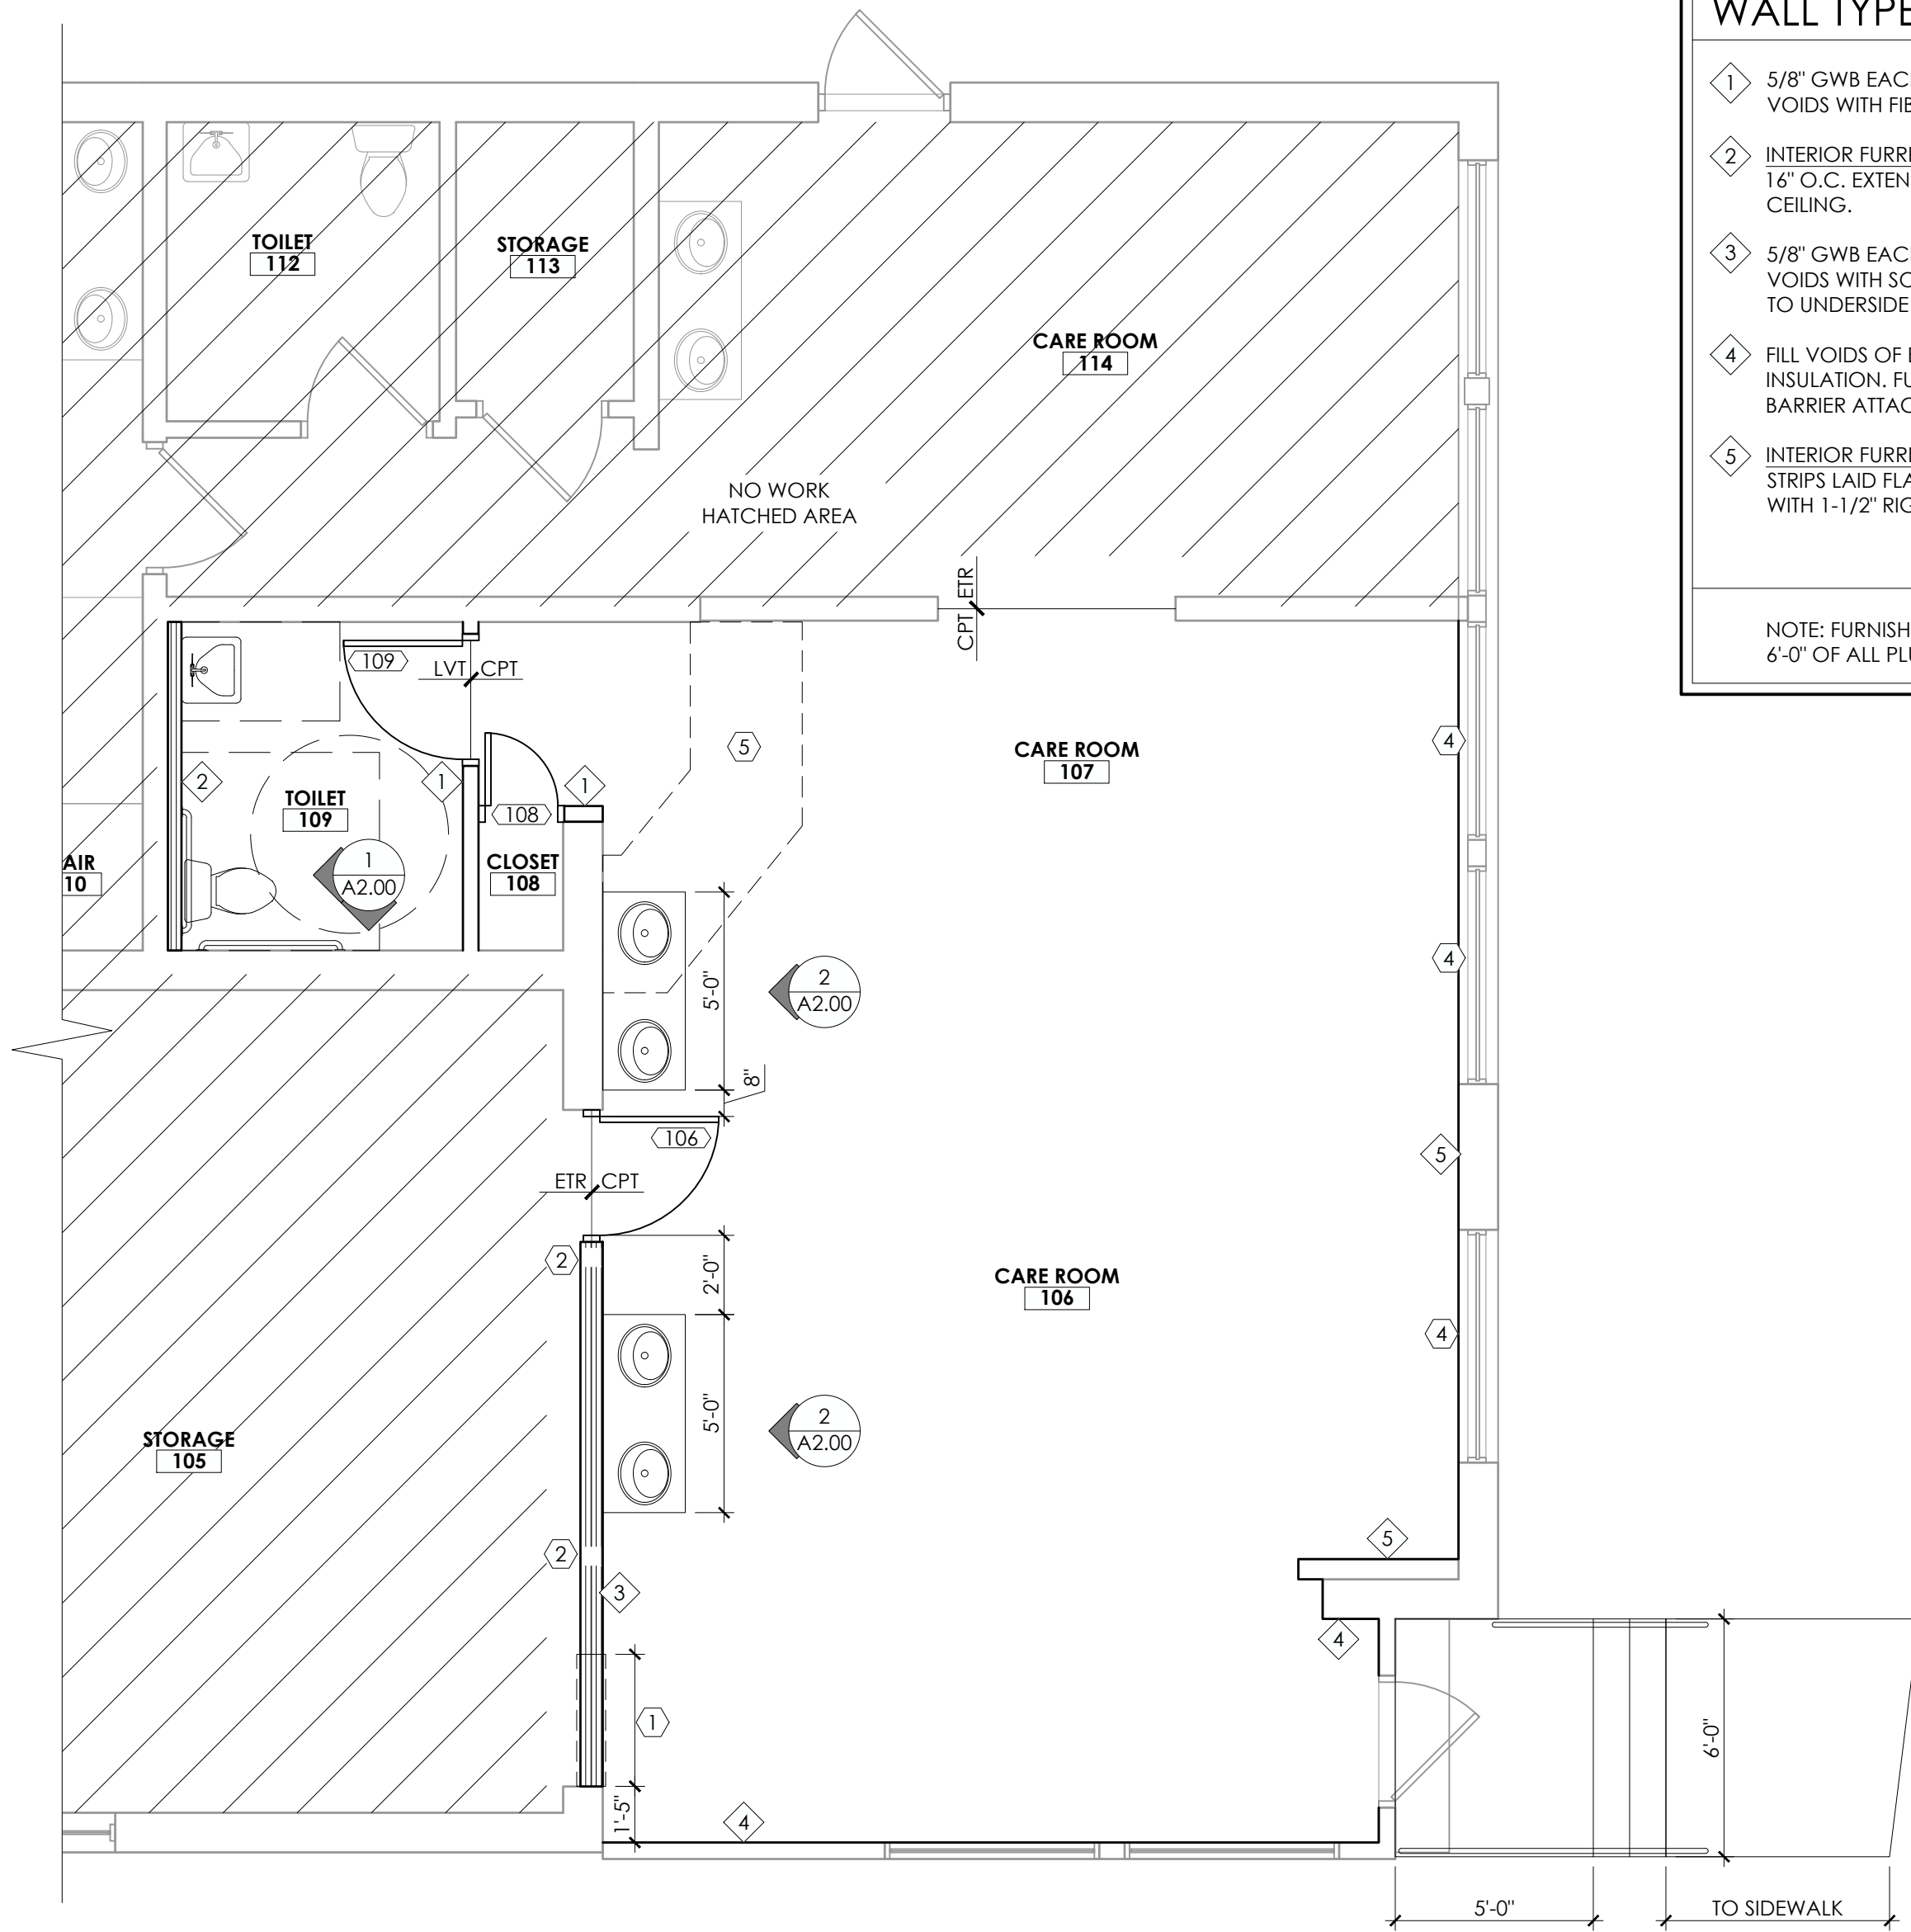 WALL TYPE
1 5/8" GWB EAC
VOIDS WITH FIB
2 INTERIOR FURR
16" O.C. EXTEN
CEILING.
3 5/8" GWB EAC
VOIDS WITH SO
TO UNDERSIDE
4 FILL VOIDS OF E
INSULATION. FU
BARRIER ATTAC
5 INTERIOR FURRI
STRIPS LAID FLA
WITH 1-1/2" RIG
NOTE: FURNISH
6'-0" OF ALL PLU
TOILET
112
STORAGE
113
CARE ROOM
114
NO WORK
HATCHED AREA
CPT ETR
109
LVT CPT
5
CARE ROOM
107
4
2
1
1
TOILET
109
108
AIR
10
1
A2.00
CLOSET
108
4
5'-0"
2
A2.00
8"
106
5
ETR CPT
2
2'-0"
CARE ROOM
106
4
5'-0"
2
A2.00
STORAGE
105
2
5
3
4
1
6'-0"
1'-5"
4
5'-0"
TO SIDEWALK